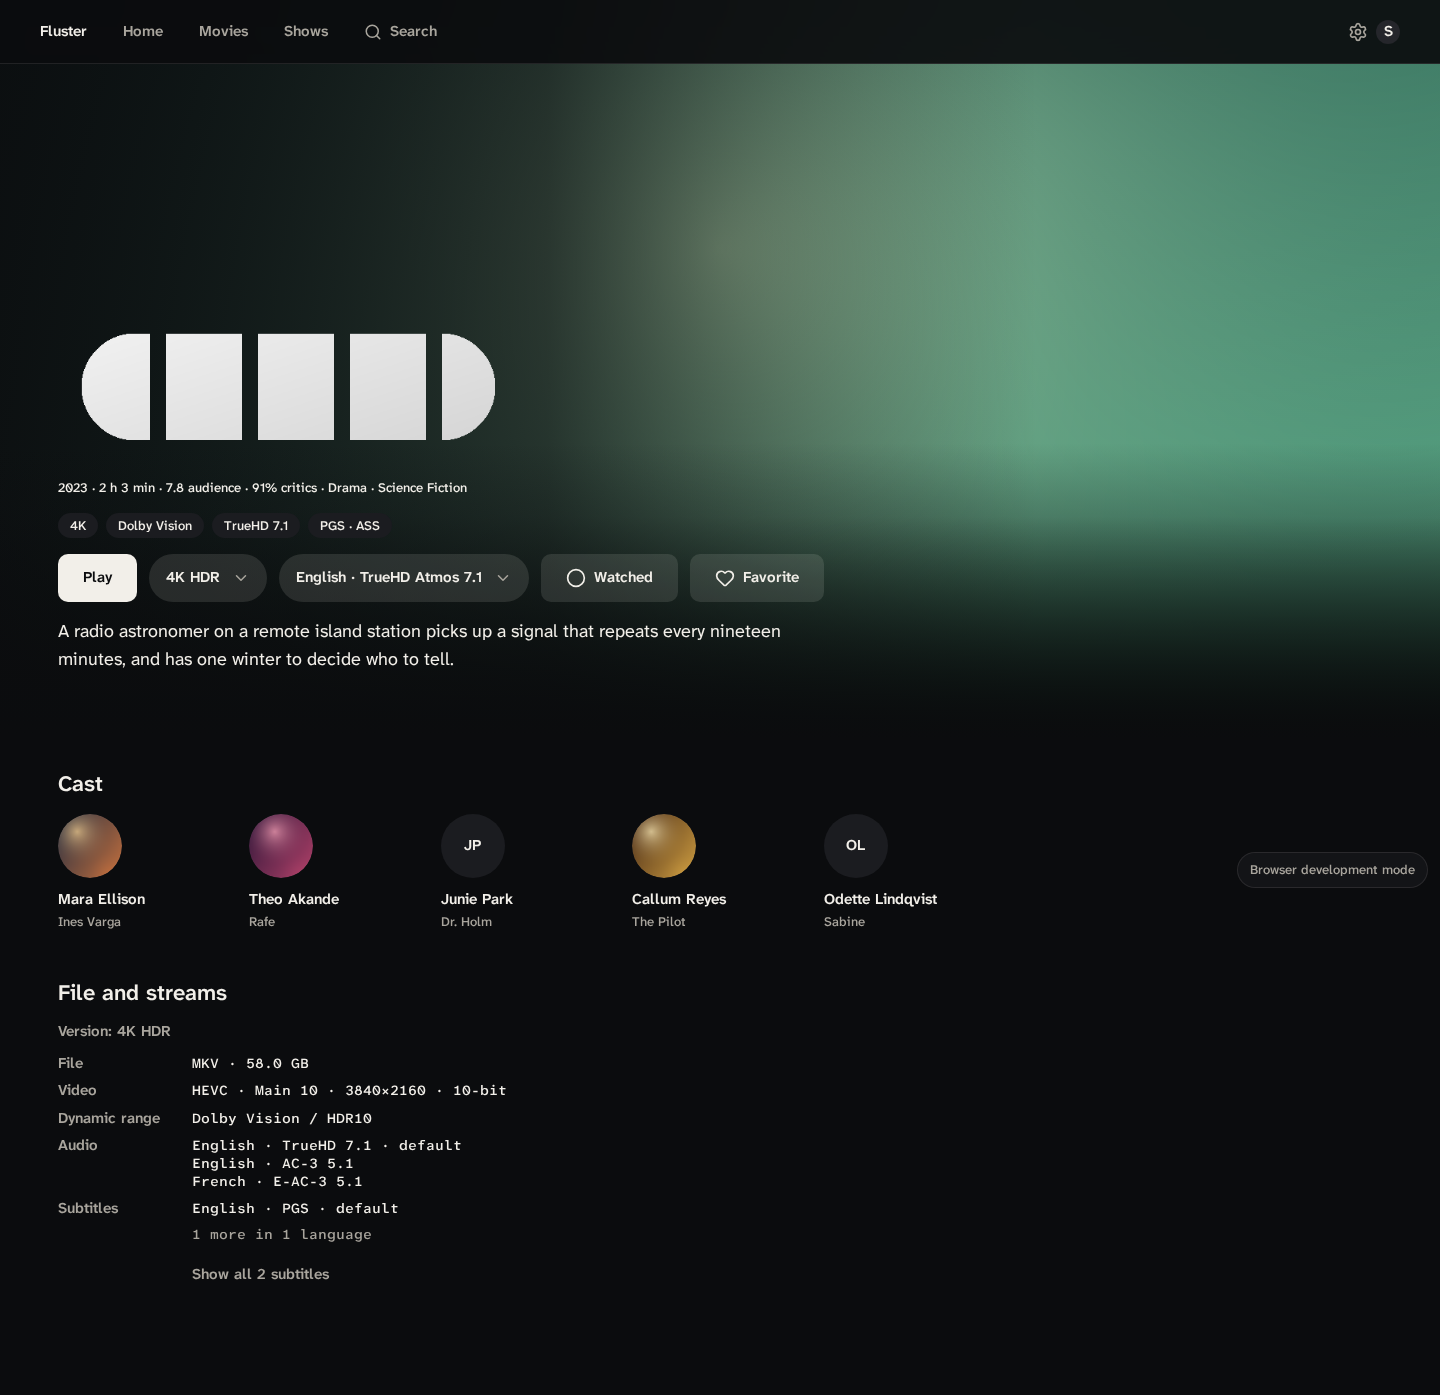 Fluster Home Movies Shows Search S
2023 · 2 h 3 min · 7.8 audience · 91% critics · Drama · Science Fiction
4K Dolby Vision TrueHD 7.1 PGS · ASS
Play 4K HDR English · TrueHD Atmos 7.1 Watched Favorite
A radio astronomer on a remote island station picks up a signal that repeats every nineteen
minutes, and has one winter to decide who to tell.
Cast
JP OL
Browser development mode
Mara Ellison Theo Akande Junie Park Callum Reyes Odette Lindqvist
Ines Varga Rafe Dr. Holm The Pilot Sabine
File and streams
Version: 4K HDR
File MKV · 58.0 GB
Video HEVC · Main 10 · 3840×2160 · 10-bit
Dynamic range Dolby Vision / HDR10
Audio English · TrueHD 7.1 · default
English · AC-3 5.1
French · E-AC-3 5.1
Subtitles English · PGS · default
1 more in 1 language
Show all 2 subtitles